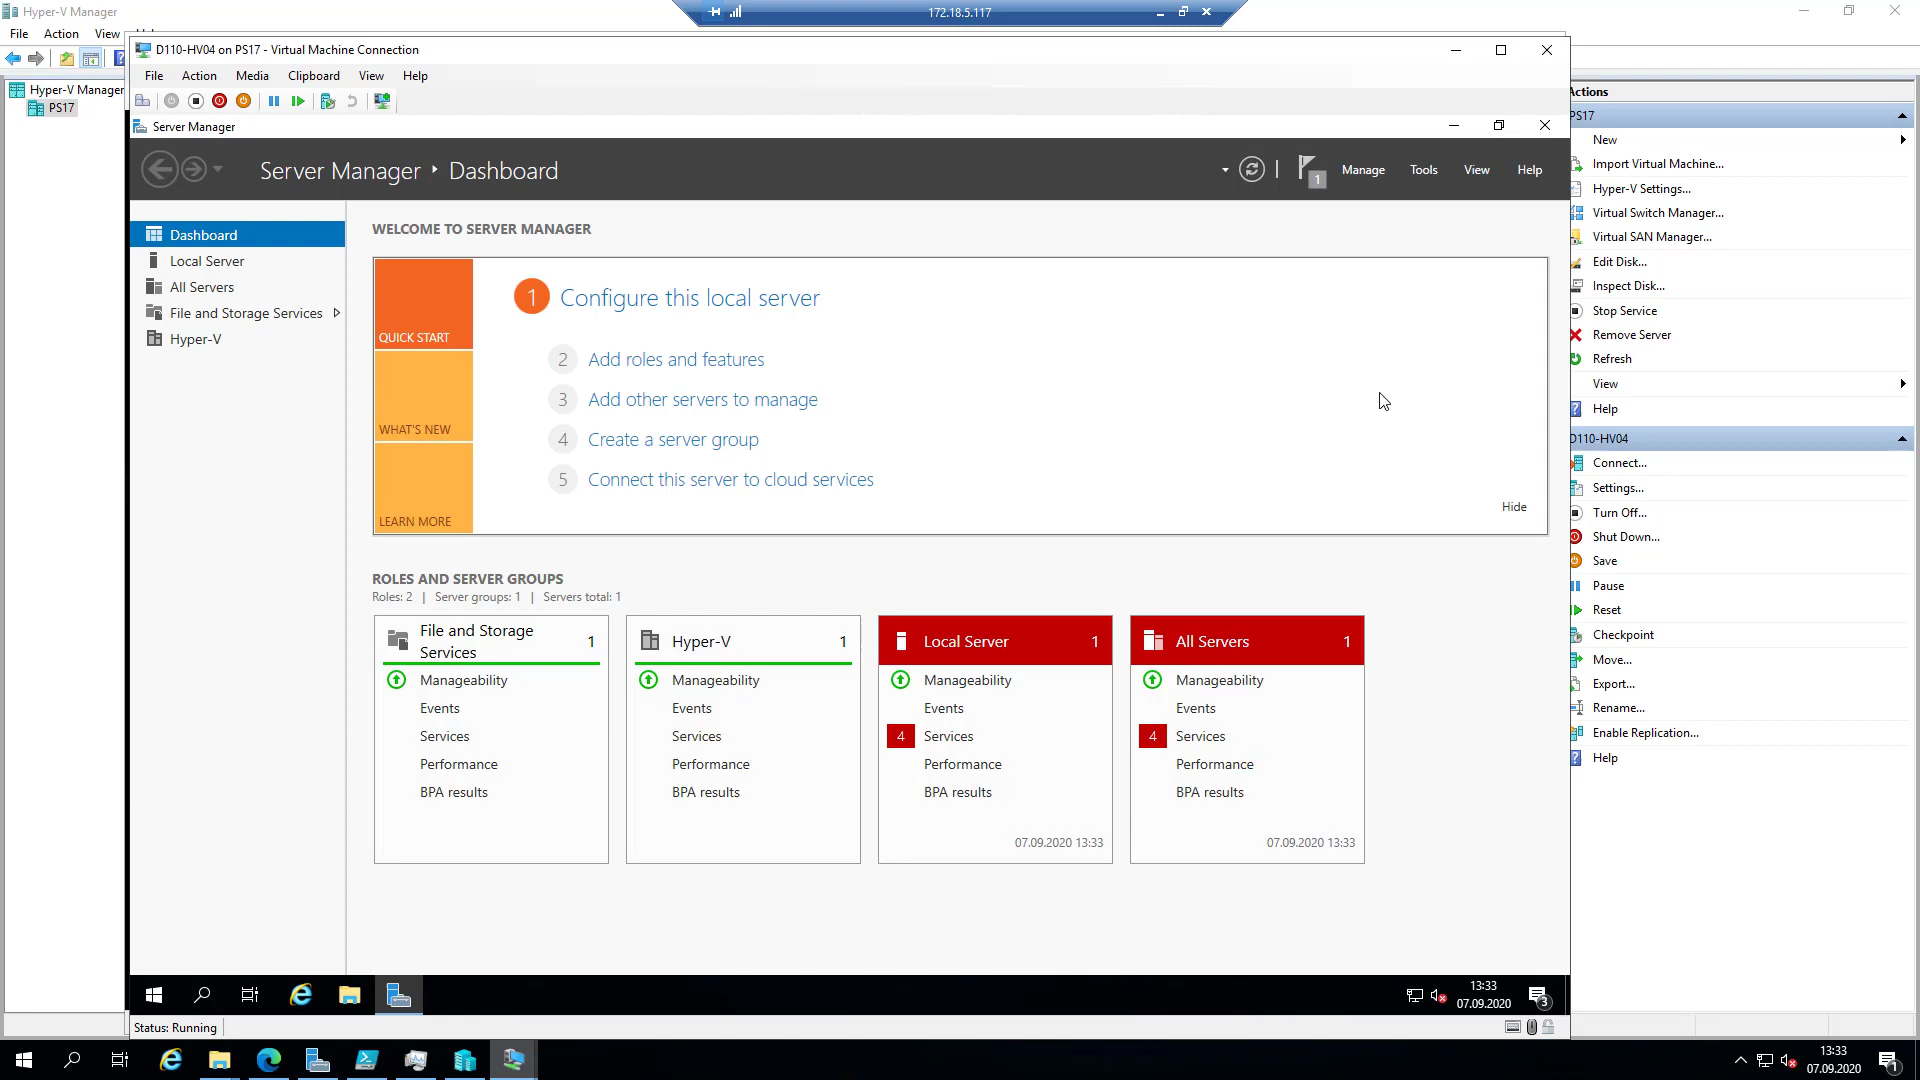 Hyper-V Manager
172.18.5.117
File Action View
D110-HV04 on PS17 - Virtual Machine Connection
File Action Media Clipboard View Help
Hyper-V Manager
PS17
Server Manager
Server Manager Dashboard
1
Manage Tools View Help
Dashboard
Local Server
All Servers
File and Storage Services
Hyper-V
WELCOME TO SERVER MANAGER
QUICK START
WHAT'S NEW
LEARN MORE
1 Configure this local server
2 Add roles and features
3 Add other servers to manage
4 Create a server group
5 Connect this server to cloud services
Hide
ROLES AND SERVER GROUPS
Roles: 2 | Server groups: 1 | Servers total: 1
File and Storage Services 1
Manageability
Events
Services
Performance
BPA results
Hyper-V 1
Manageability
Events
Services
Performance
BPA results
Local Server 1
Manageability
Events
4 Services
Performance
BPA results
07.09.2020 13:33
All Servers 1
Manageability
Events
4 Services
Performance
BPA results
07.09.2020 13:33
13:33
07.09.2020
3
Status: Running
Actions
PS17
New
Import Virtual Machine...
Hyper-V Settings...
Virtual Switch Manager...
Virtual SAN Manager...
Edit Disk...
Inspect Disk...
Stop Service
Remove Server
Refresh
View
Help
D110-HV04
Connect...
Settings...
Turn Off...
Shut Down...
Save
Pause
Reset
Checkpoint
Move...
Export...
Rename...
Enable Replication...
Help
13:33
07.09.2020
1